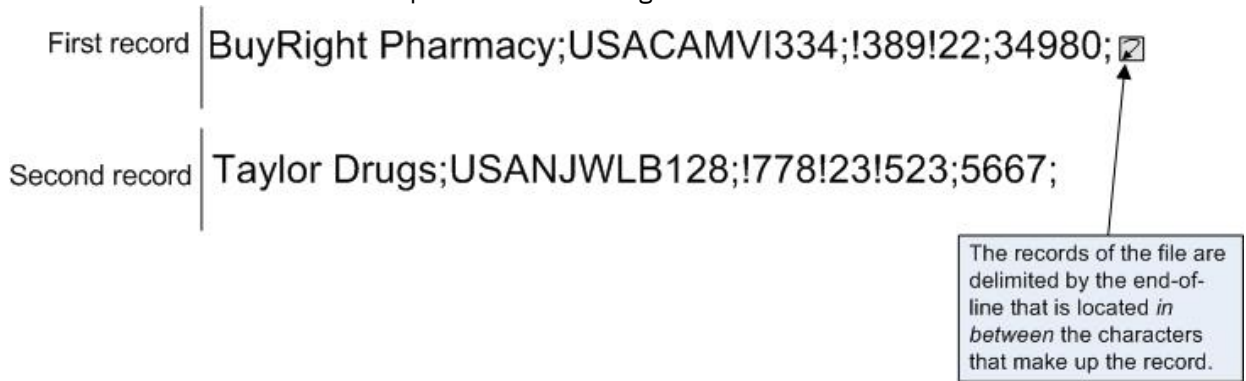 First record BuyRight Pharmacy;USACAMVI334;!389!22;34980;
Second record Taylor Drugs;USANJWLB128;!778!23!523;5667;
The records of the file are
delimited by the end-of-
line that is located in
between the characters
that make up the record.